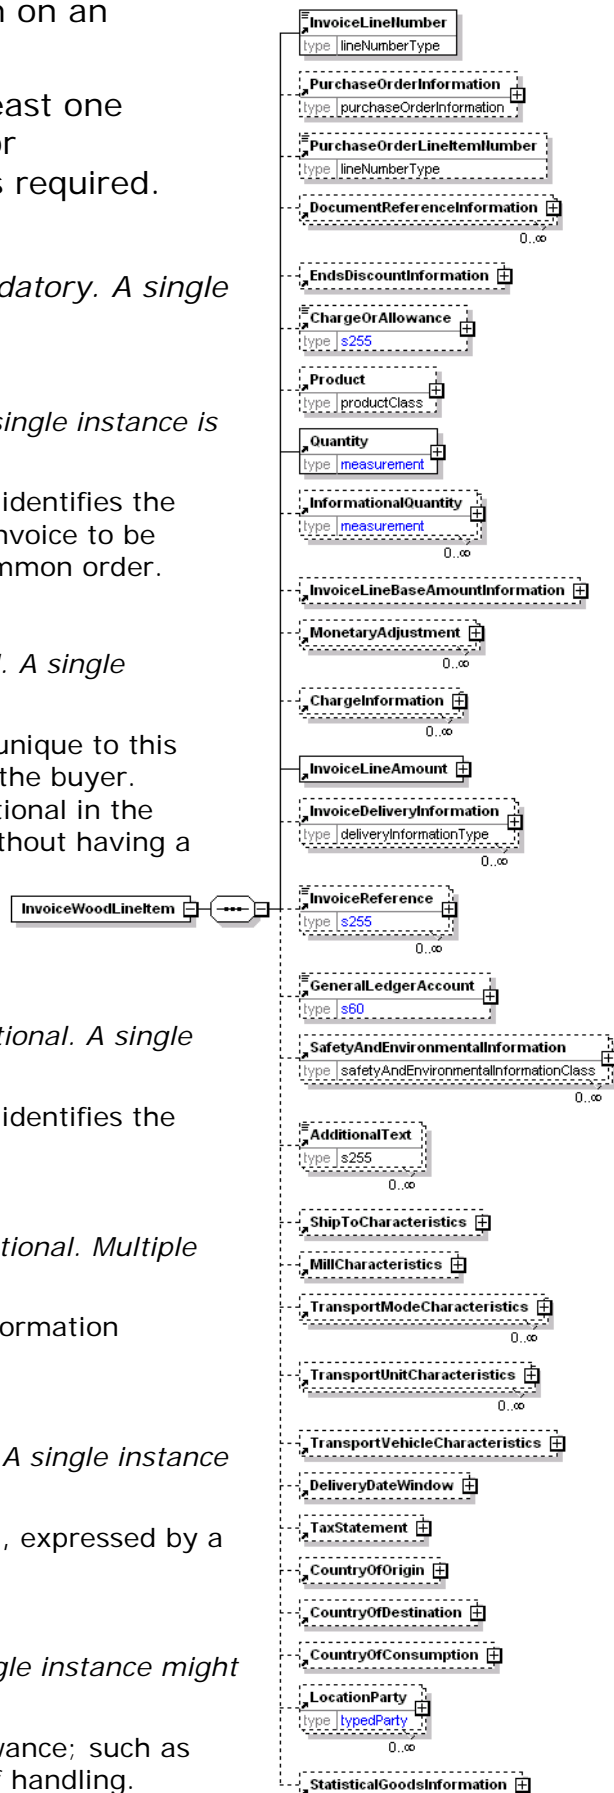 n on an
east one
or
s required.
datory. A single
single instance is
identifies the
nvoice to be
mmon order.
l. A single
unique to this
the buyer.
tional in the
ithout having a
tional. A single
identifies the
tional. Multiple
formation
A single instance
, expressed by a
gle instance might
wance; such as
f handling.
InvoiceWoodLineItem
InvoiceLineNumber
type lineNumberType
PurchaseOrderInformation
type purchaseOrderInformation
PurchaseOrderLineItemNumber
type lineNumberType
DocumentReferenceInformation
0..∞
EndsDiscountInformation
ChargeOrAllowance
type s255
Product
type productClass
Quantity
type measurement
InformationalQuantity
type measurement
0..∞
InvoiceLineBaseAmountInformation
MonetaryAdjustment
0..∞
ChargeInformation
0..∞
InvoiceLineAmount
InvoiceDeliveryInformation
type deliveryInformationType
0..∞
InvoiceReference
type s255
0..∞
GeneralLedgerAccount
type s60
SafetyAndEnvironmentalInformation
type safetyAndEnvironmentalInformationClass
0..∞
AdditionalText
type s255
0..∞
ShipToCharacteristics
MillCharacteristics
TransportModeCharacteristics
0..∞
TransportUnitCharacteristics
0..∞
TransportVehicleCharacteristics
DeliveryDateWindow
TaxStatement
CountryOfOrigin
CountryOfDestination
CountryOfConsumption
LocationParty
type typedParty
0..∞
StatisticalGoodsInformation